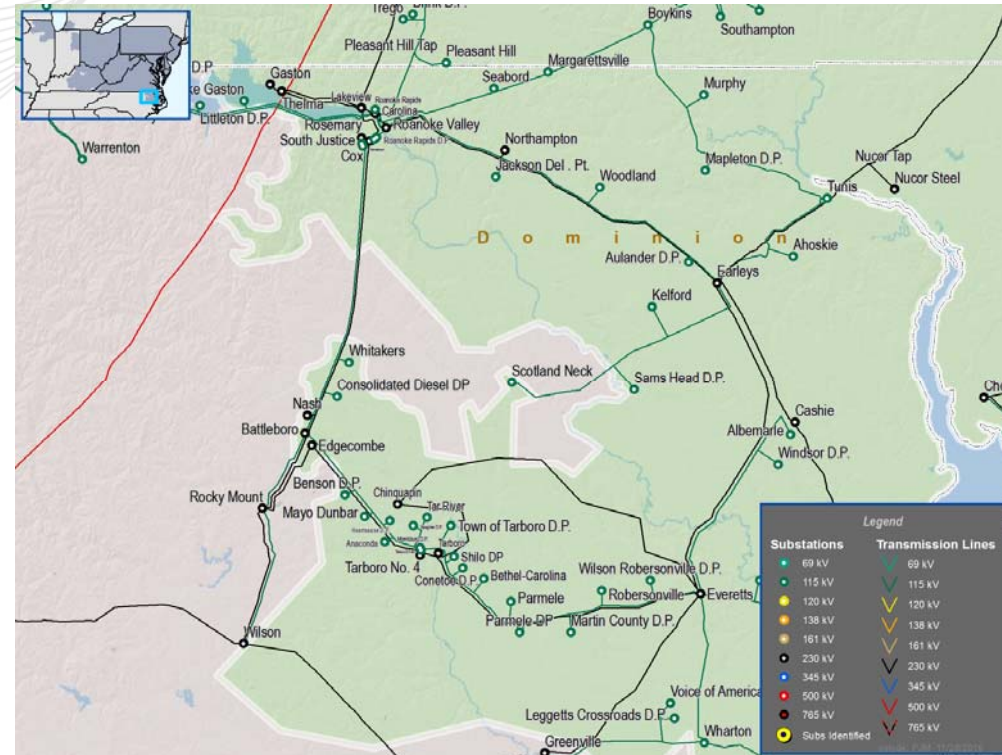 Trego
Brink D.P.
Boykins
Southampton
Pleasant Hill Tap
Pleasant Hill
Margarettsville
Seabord
Murphy
D.P
Gaston
Thelma
Lakeview
Roanoke Rapids
Carolina
Gaston
Littleton D.P.
Rosemary
Roanoke Valley
South Justice
Roanoke Rapids D.P.
Cox
Warrenton
Northampton
Jackson Del . Pt.
Woodland
Mapleton D.P.
Nucor Tap
Nucor Steel
Tunis
Dominion
Ahoskie
Aulander D.P.
Earleys
Kelford
Whitakers
Scotland Neck
Sams Head D.P.
Consolidated Diesel DP
Nash
Battleboro
Edgecombe
Cashie
Albemarle
Windsor D.P.
Benson D.P.
Rocky Mount
Chinquapin
Mayo Dunbar
Tar River
Town of Tarboro D.P.
Anaconda
Tarboro
Tarboro No. 4
Shilo DP
Conetoe D.P.
Bethel-Carolina
Wilson Robersonville D.P.
Robersonville
Everetts
Parmele
Parmele DP
Martin County D.P.
Wilson
Voice of America
Leggetts Crossroads D.P.
Greenville
Wharton
Legend
Substations
Transmission Lines
69 kV
69 kV
115 kV
115 kV
120 kV
120 kV
138 kV
138 kV
161 kV
161 kV
230 kV
230 kV
345 kV
345 kV
500 kV
500 kV
765 kV
765 kV
Subs Identified